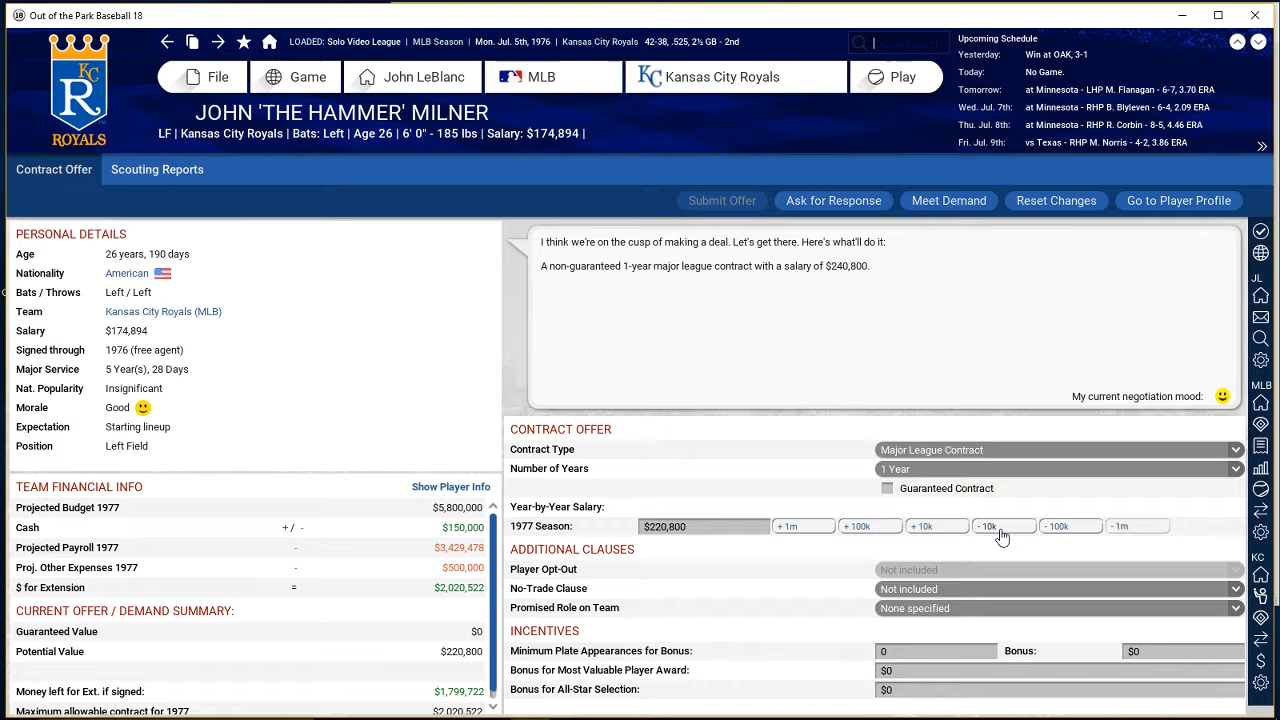 18 Out of the Park Baseball 18
LOADED: Solo Video League | MLB Season | Mon. Jul. 5th, 1976 | Kansas City Royals 42-38, .525, 2½ GB - 2nd
File Game John LeBlanc MLB KC Kansas City Royals Play
KC R ROYALS
JOHN 'THE HAMMER' MILNER
LF | Kansas City Royals | Bats: Left | Age 26 | 6' 0" - 185 lbs | Salary: $174,894 |
Upcoming Schedule
Yesterday: Win at OAK, 3-1
Today: No Game.
Tomorrow: at Minnesota - LHP M. Flanagan - 6-7, 3.70 ERA
Wed. Jul. 7th: at Minnesota - RHP B. Blyleven - 6-4, 2.09 ERA
Thu. Jul. 8th: at Minnesota - RHP R. Corbin - 8-5, 4.46 ERA
Fri. Jul. 9th: vs Texas - RHP M. Norris - 4-2, 3.86 ERA
Contract Offer Scouting Reports
Submit Offer Ask for Response Meet Demand Reset Changes Go to Player Profile
PERSONAL DETAILS
Age 26 years, 190 days
Nationality American
Bats / Throws Left / Left
Team Kansas City Royals (MLB)
Salary $174,894
Signed through 1976 (free agent)
Major Service 5 Year(s), 28 Days
Nat. Popularity Insignificant
Morale Good
Expectation Starting lineup
Position Left Field
TEAM FINANCIAL INFO Show Player Info
Projected Budget 1977 $5,800,000
Cash + / - $150,000
Projected Payroll 1977 - $3,429,478
Proj. Other Expenses 1977 - $500,000
$ for Extension = $2,020,522
CURRENT OFFER / DEMAND SUMMARY:
Guaranteed Value $0
Potential Value $220,800
Money left for Ext. if signed: $1,799,722
Maximum allowable contract for 1977 $2,020,522
I think we're on the cusp of making a deal. Let's get there. Here's what'll do it:
A non-guaranteed 1-year major league contract with a salary of $240,800.
My current negotiation mood:
CONTRACT OFFER
Contract Type Major League Contract
Number of Years 1 Year
Guaranteed Contract
Year-by-Year Salary:
1977 Season: $220,800 + 1m + 100k + 10k - 10k - 100k - 1m
ADDITIONAL CLAUSES
Player Opt-Out Not included
No-Trade Clause Not included
Promised Role on Team None specified
INCENTIVES
Minimum Plate Appearances for Bonus: 0 Bonus: $0
Bonus for Most Valuable Player Award: $0
Bonus for All-Star Selection: $0
JL
MLB
KC